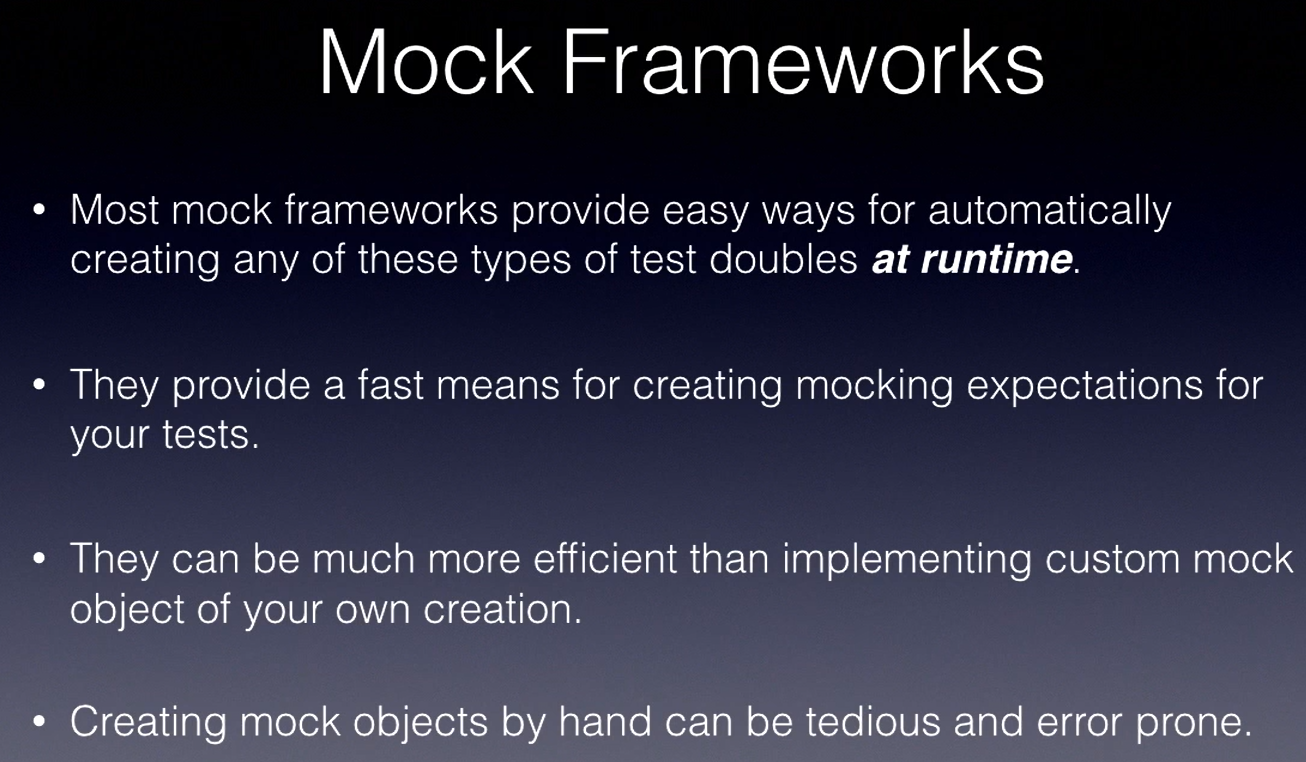 Mock Frameworks
• Most mock frameworks provide easy ways for automatically
creating any of these types of test doubles at runtime.
• They provide a fast means for creating mocking expectations for
your tests.
• They can be much more efficient than implementing custom mock
object of your own creation.
• Creating mock objects by hand can be tedious and error prone.